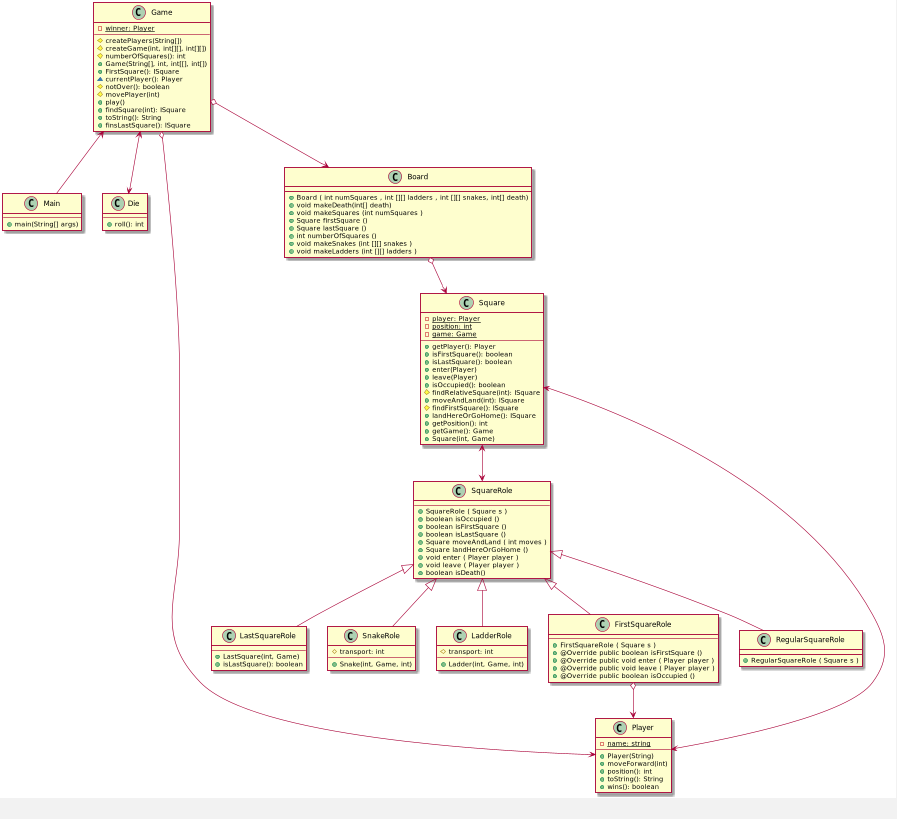 C Game
winner: Player
createPlayers(String[])
createGame(int, int[][], int[][])
numberOfSquares(): int
Game(String[], int, int[][], int[])
FirstSquare(): ISquare
currentPlayer(): Player
notOver(): boolean
movePlayer(int)
play()
findSquare(int): ISquare
toString(): String
finsLastSquare(): ISquare
C Main
main(String[] args)
C Die
roll(): int
C Board
Board ( int numSquares , int [][] ladders , int [][] snakes, int[] death)
void makeDeath(int[] death)
void makeSquares (int numSquares )
Square firstSquare ()
Square lastSquare ()
int numberOfSquares ()
void makeSnakes (int [][] snakes )
void makeLadders (int [][] ladders )
C Square
player: Player
position: int
game: Game
getPlayer(): Player
isFirstSquare(): boolean
isLastSquare(): boolean
enter(Player)
leave(Player)
isOccupied(): boolean
findRelativeSquare(int): ISquare
moveAndLand(int): ISquare
findFirstSquare(): ISquare
landHereOrGoHome(): ISquare
getPosition(): int
getGame(): Game
Square(int, Game)
C SquareRole
SquareRole ( Square s )
boolean isOccupied ()
boolean isFirstSquare ()
boolean isLastSquare ()
Square moveAndLand ( int moves )
Square landHereOrGoHome ()
void enter ( Player player )
void leave ( Player player )
boolean isDeath()
C LastSquareRole
LastSquare(int, Game)
isLastSquare(): boolean
C SnakeRole
transport: int
Snake(int, Game, int)
C LadderRole
transport: int
Ladder(int, Game, int)
C FirstSquareRole
FirstSquareRole ( Square s )
@Override public boolean isFirstSquare ()
@Override public void enter ( Player player )
@Override public void leave ( Player player )
@Override public boolean isOccupied ()
C RegularSquareRole
RegularSquareRole ( Square s )
C Player
name: string
Player(String)
moveForward(int)
position(): int
toString(): String
wins(): boolean